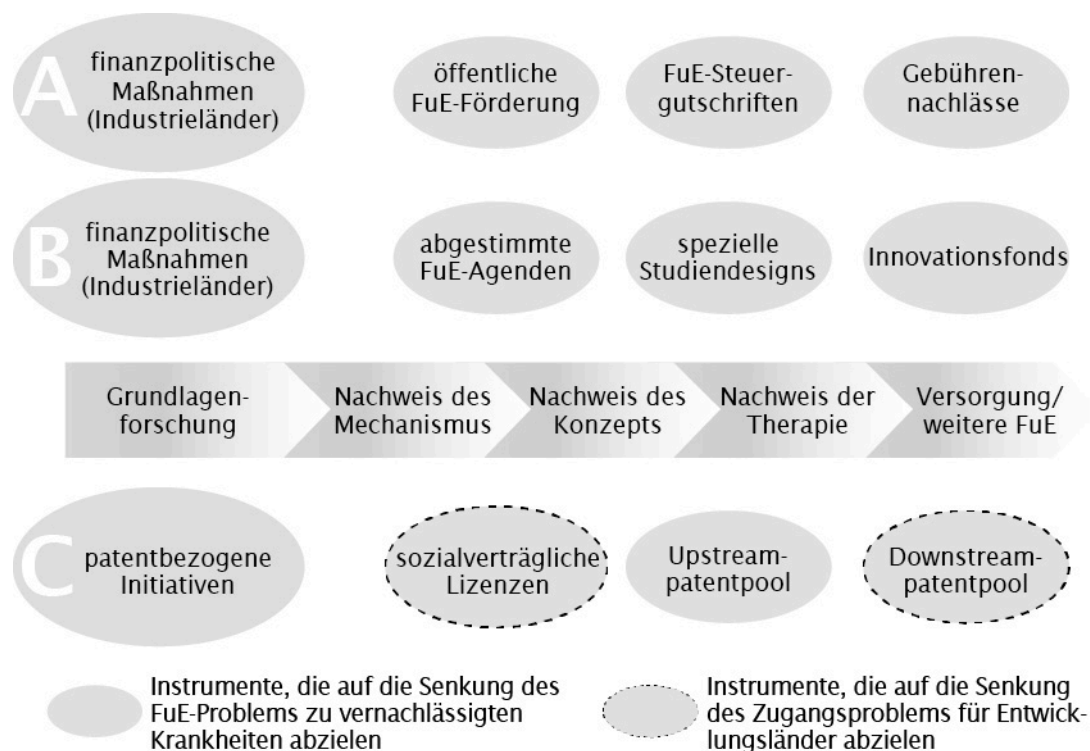 A
finanzpolitische
Maßnahmen
(Industrieländer)
öffentliche
FuE-Förderung
FuE-Steuer-
gutschriften
Gebühren-
nachlässe
B
finanzpolitische
Maßnahmen
(Industrieländer)
abgestimmte
FuE-Agenden
spezielle
Studiendesigns
Innovationsfonds
Grundlagen-
forschung
Nachweis des
Mechanismus
Nachweis des
Konzepts
Nachweis der
Therapie
Versorgung/
weitere FuE
C
patentbezogene
Initiativen
sozialverträgliche
Lizenzen
Upstream-
patentpool
Downstream-
patentpool
Instrumente, die auf die Senkung des
FuE-Problems zu vernachlässigten
Krankheiten abzielen
Instrumente, die auf die Senkung
des Zugangsproblems für Entwick-
lungsländer abzielen